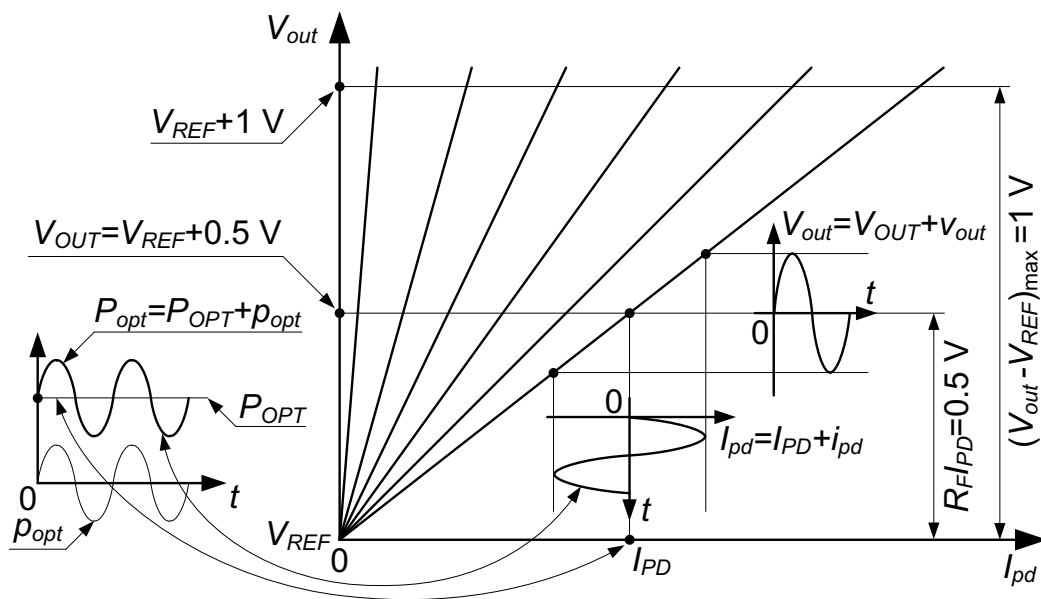 V_out
V_REF+1 V
V_OUT=V_REF+0.5 V
P_opt=P_OPT+p_opt
P_OPT
0
t
p_opt
V_out=V_OUT+v_out
t
0
0
I_pd=I_PD+i_pd
t
R_F I_PD=0.5 V
(V_out-V_REF)max=1 V
V_REF
0
I_PD
I_pd